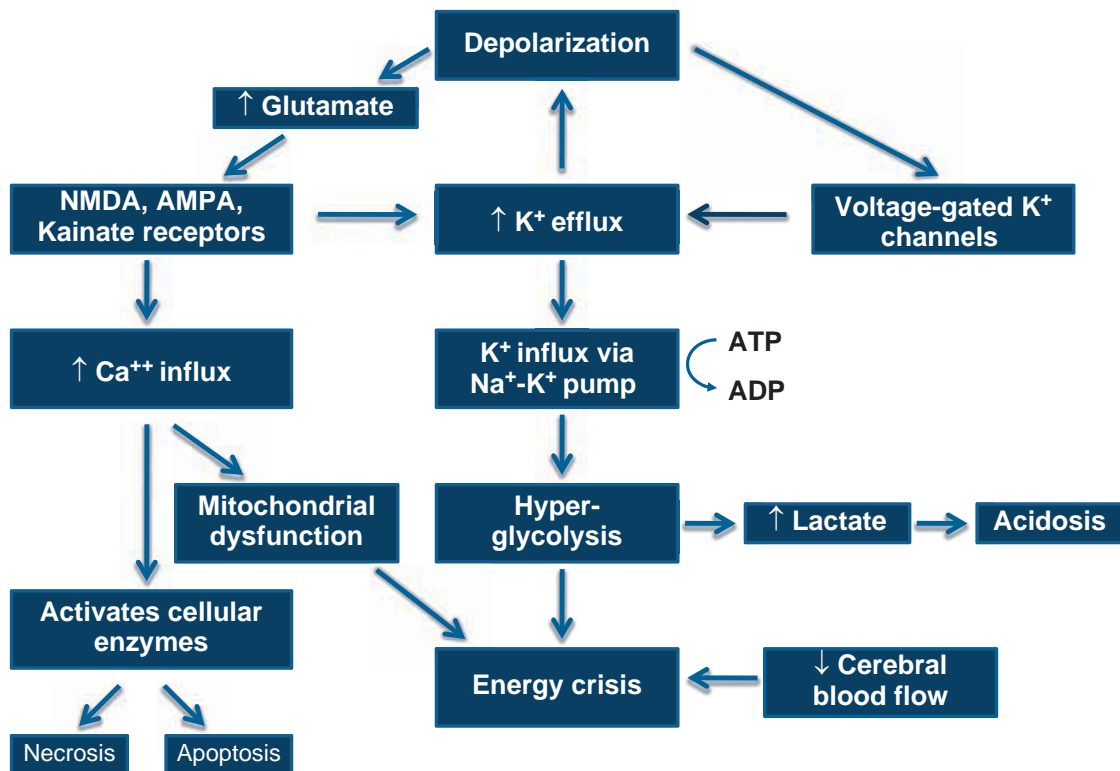 Depolarization
↑ Glutamate
NMDA, AMPA,
Kainate receptors
↑ K⁺ efflux
Voltage-gated K⁺
channels
↑ Ca⁺⁺ influx
K⁺ influx via
Na⁺-K⁺ pump
ATP
ADP
Mitochondrial
dysfunction
Hyper-
glycolysis
↑ Lactate
Acidosis
Activates cellular
enzymes
Energy crisis
↓ Cerebral
blood flow
Necrosis
Apoptosis